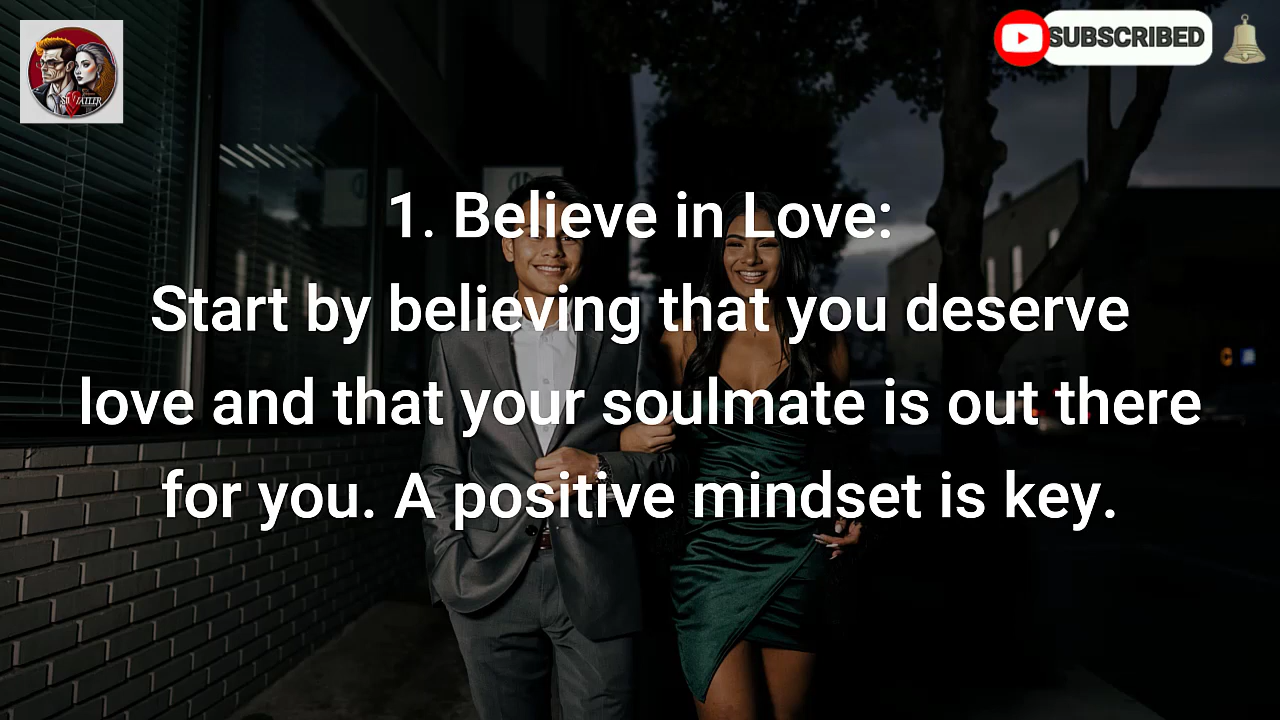 SUBSCRIBED
1. Believe in Love:
Start by believing that you deserve
love and that your soulmate is out there
for you. A positive mindset is key.